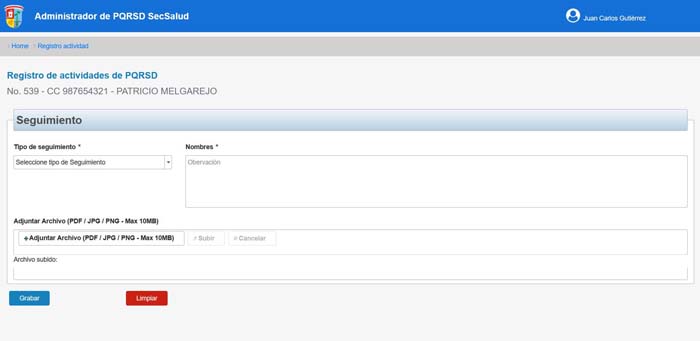 Administrador de PQRSD SecSalud
Juan Carlos Gutiérrez
Home Registro actividad
Registro de actividades de PQRSD
No. 539 - CC 987654321 - PATRICIO MELGAREJO
Seguimiento
Tipo de seguimiento * Nombres *
Seleccione tipo de Seguimiento Obervación
Adjuntar Archivo (PDF / JPG / PNG - Max 10MB)
+Adjuntar Archivo (PDF / JPG / PNG - Max 10MB) Subir Cancelar
Archivo subido:
Grabar Limpiar